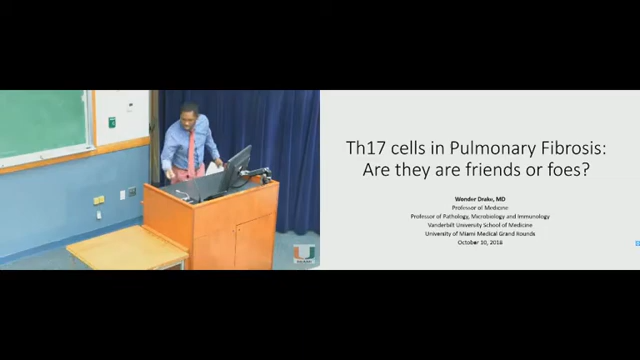 Th17 cells in Pulmonary Fibrosis:
Are they are friends or foes?
Wonder Drake, MD
Professor of Medicine
Professor of Pathology, Microbiology and Immunology
Vanderbilt University School of Medicine
University of Miami Medical Grand Rounds
October 10, 2018